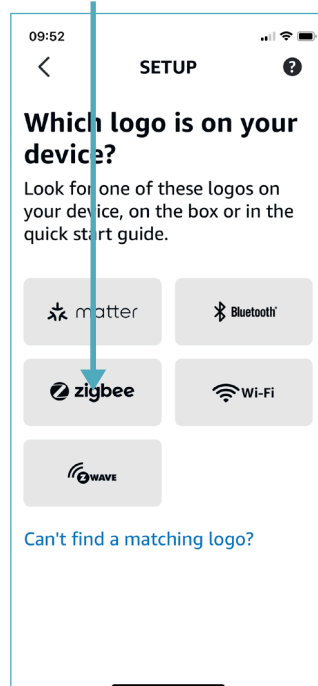 09:52
SETUP
?
Which logo is on your
device?
Look for one of these logos on
your device, on the box or in the
quick start guide.
matter
Bluetooth®
zigbee
Wi-Fi
Z WAVE
Can't find a matching logo?